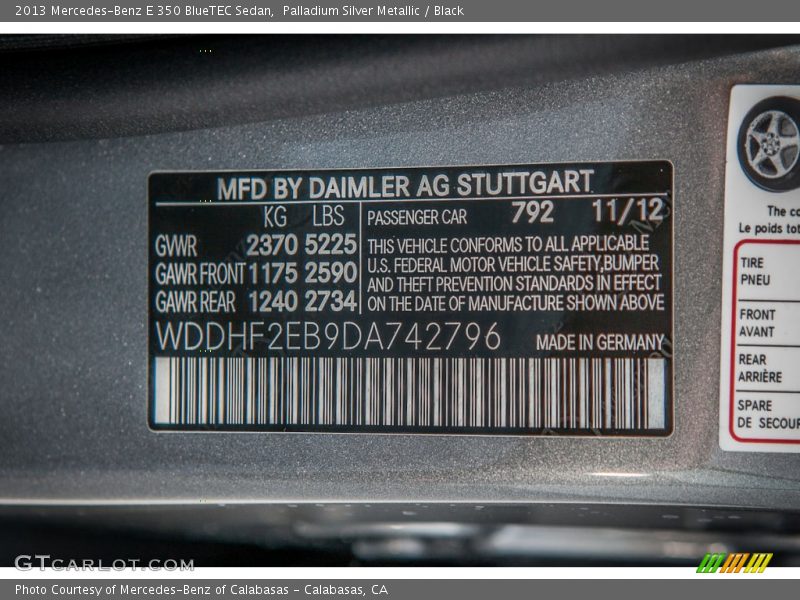 2013 Mercedes-Benz E 350 BlueTEC Sedan, Palladium Silver Metallic / Black
MFD BY DAIMLER AG STUTTGART
KG LBS PASSENGER CAR 792 11/12
GWR 2370 5225
GAWR FRONT 1175 2590
GAWR REAR 1240 2734
THIS VEHICLE CONFORMS TO ALL APPLICABLE
U.S. FEDERAL MOTOR VEHICLE SAFETY, BUMPER
AND THEFT PREVENTION STANDARDS IN EFFECT
ON THE DATE OF MANUFACTURE SHOWN ABOVE
WDDHF2EB9DA742796 MADE IN GERMANY
The
Le poids
TIRE
PNEU
FRONT
AVANT
REAR
ARRIÈRE
SPARE
DE
GTCARLOT.COM
Photo Courtesy of Mercedes-Benz of Calabasas - Calabasas, CA